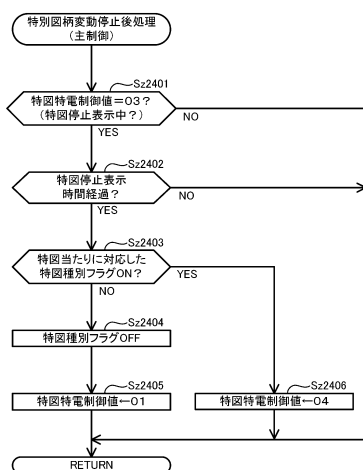 特別図柄変動停止後処理
(主制御)
Sz2401
特図特電制御値=03?
(特図停止表示中?)
NO
YES
Sz2402
特図停止表示
時間経過?
NO
YES
Sz2403
特図当たりに対応した
特図種別フラグON?
YES
NO
Sz2404
特図種別フラグOFF
Sz2405
特図特電制御値←01
Sz2406
特図特電制御値←04
RETURN